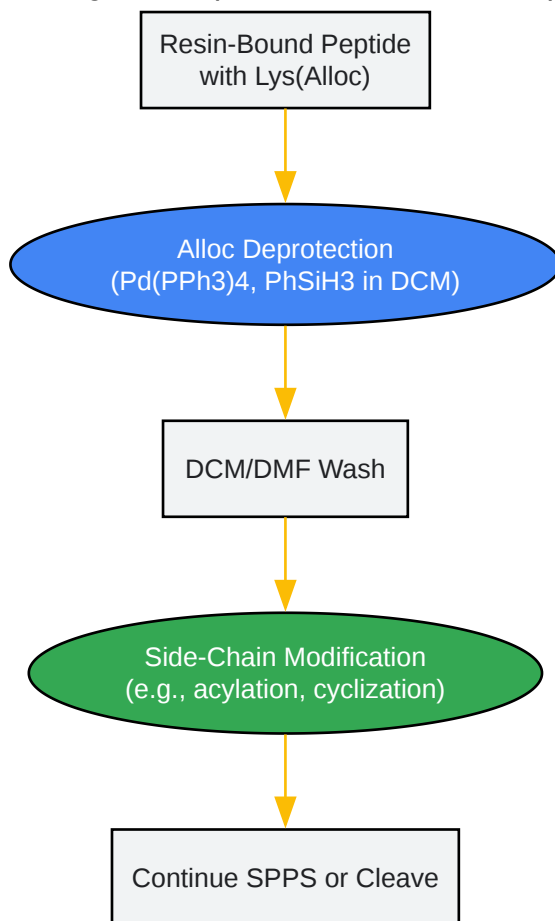 Resin-Bound Peptide
with Lys(Alloc)
Alloc Deprotection
(Pd(PPh3)4, PhSiH3 in DCM)
DCM/DMF Wash
Side-Chain Modification
(e.g., acylation, cyclization)
Continue SPPS or Cleave